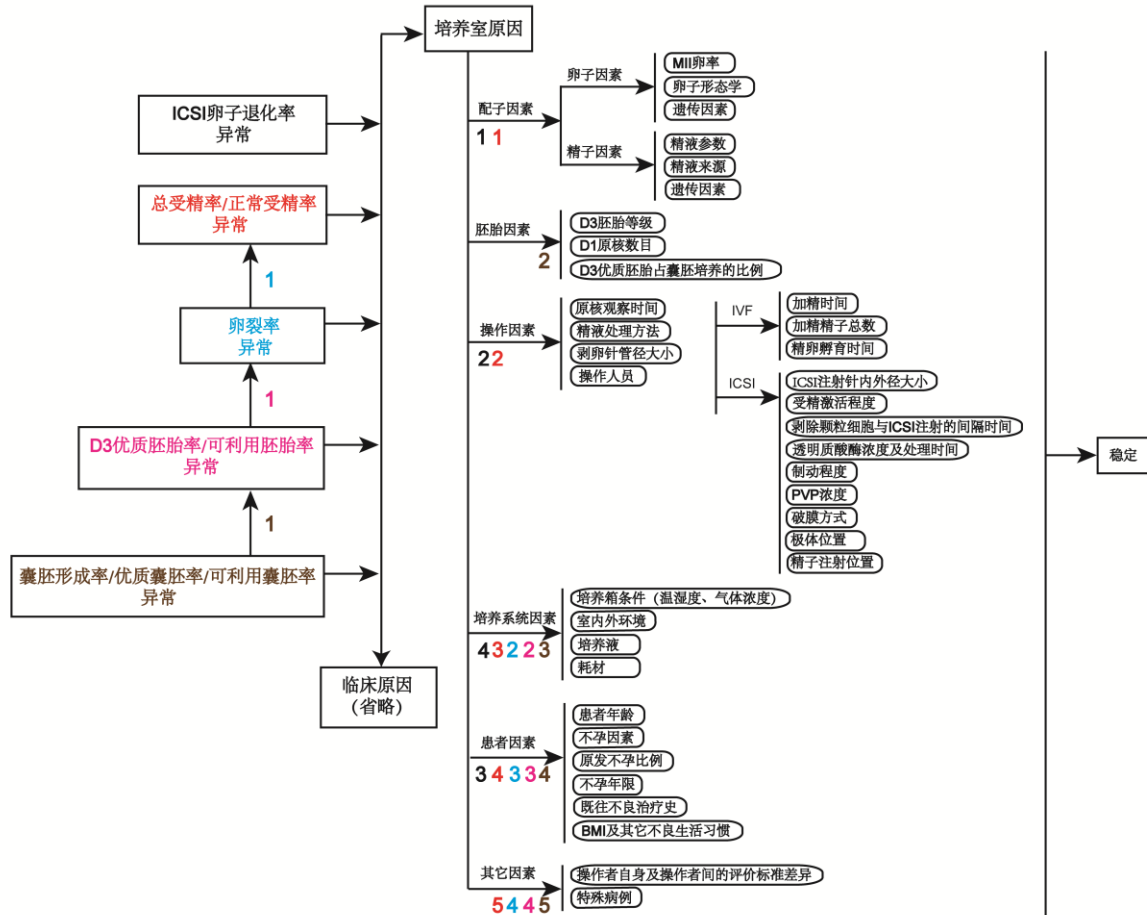 培养室原因
ICSI卵子退化率
异常
总受精率/正常受精率
异常
1
卵裂率
异常
1
D3优质胚胎率/可利用胚胎率
异常
1
囊胚形成率/优质囊胚率/可利用囊胚率
异常
临床原因
（省略）
配子因素
1 1
卵子因素
MII卵率
卵子形态学
遗传因素
精子因素
精液参数
精液来源
遗传因素
胚胎因素
2
D3胚胎等级
D1原核数目
D3优质胚胎占囊胚培养的比例
操作因素
2 2
原核观察时间
精液处理方法
剥卵针管径大小
操作人员
IVF
加精时间
加精精子总数
精卵孵育时间
ICSI
ICSI注射针内外径大小
受精激活程度
剥除颗粒细胞与ICSI注射的间隔时间
透明质酸酶浓度及处理时间
制动程度
PVP浓度
破膜方式
极体位置
精子注射位置
培养系统因素
4 3 2 2 3
培养箱条件（温湿度、气体浓度）
室内外环境
培养液
耗材
患者因素
3 4 3 3 4
患者年龄
不孕因素
原发不孕比例
不孕年限
既往不良治疗史
BMI及其它不良生活习惯
其它因素
5 4 4 5
操作者自身及操作者间的评价标准差异
特殊病例
稳定